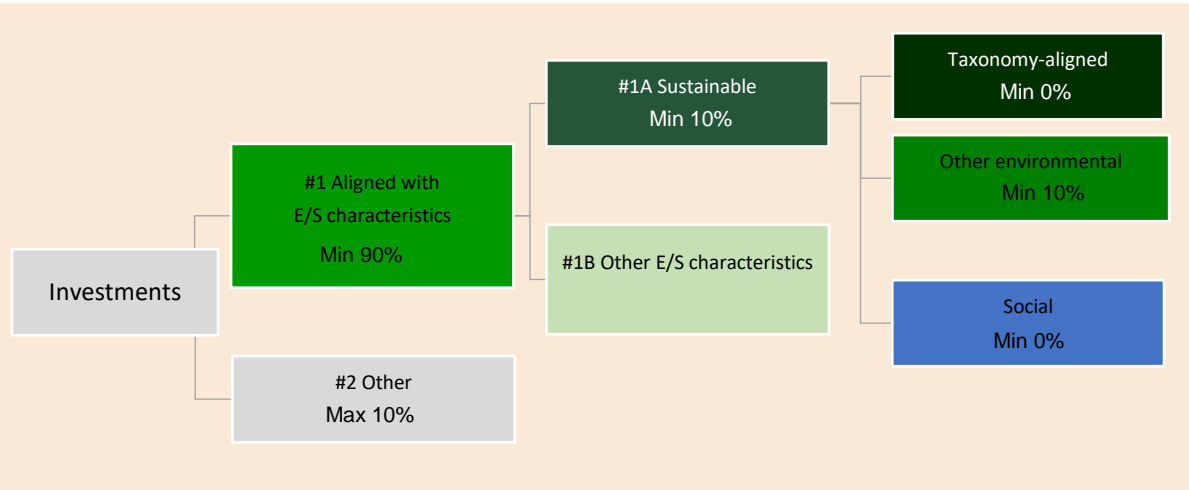 Investments
#1 Aligned with
E/S characteristics
Min 90%
#2 Other
Max 10%
#1A Sustainable
Min 10%
#1B Other E/S characteristics
Taxonomy-aligned
Min 0%
Other environmental
Min 10%
Social
Min 0%